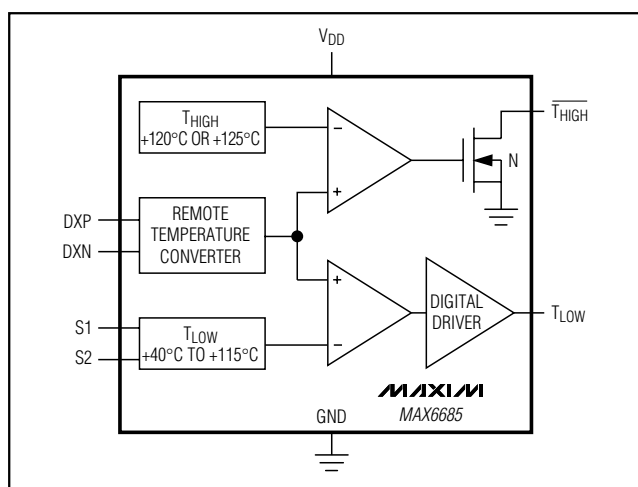 VDD
THIGH
+120°C OR +125°C
−
+
THIGH
N
DXP
DXN
REMOTE
TEMPERATURE
CONVERTER
S1
S2
TLOW
+40°C TO +115°C
+
−
DIGITAL
DRIVER
TLOW
MAXIM
MAX6685
GND